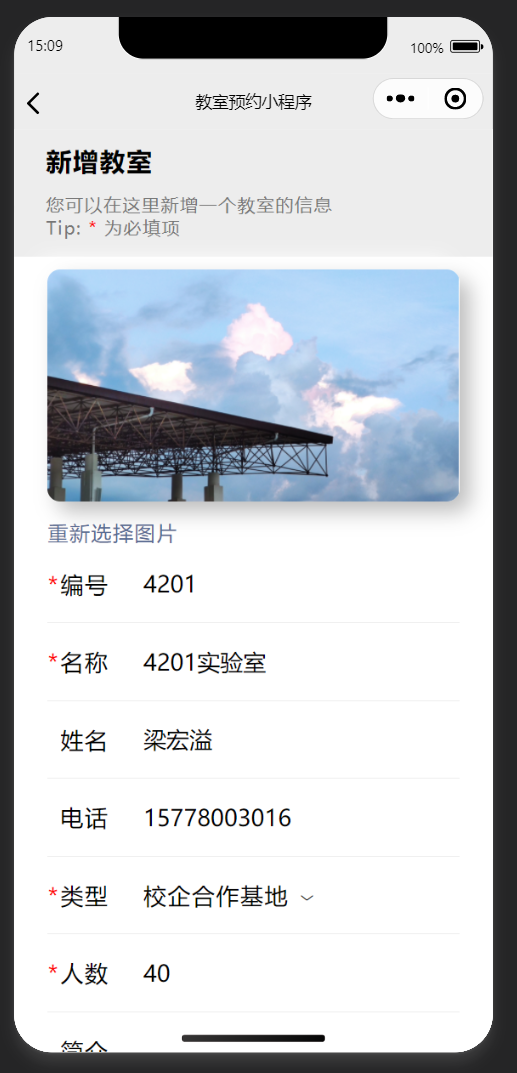 15:09 100%
教室预约小程序
新增教室
您可以在这里新增一个教室的信息
Tip: * 为必填项
重新选择图片
*编号 4201
*名称 4201实验室
姓名 梁宏溢
电话 15778003016
*类型 校企合作基地
*人数 40
简介